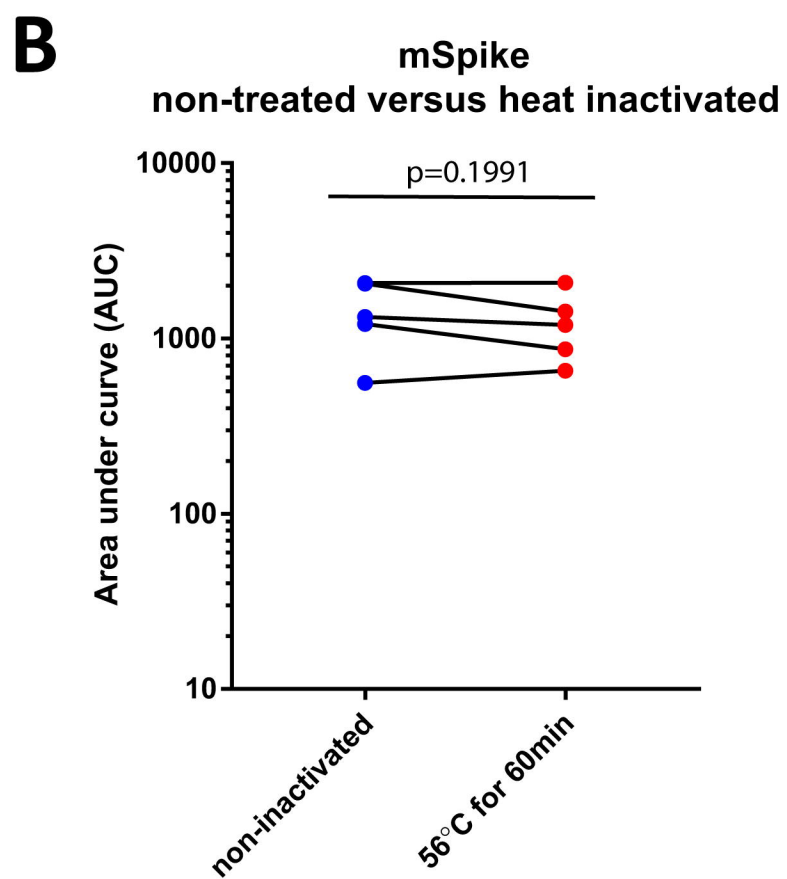 B
mSpike
non-treated versus heat inactivated
p=0.1991
10000
1000
100
10
Area under curve (AUC)
non-inactivated
56°C for 60min